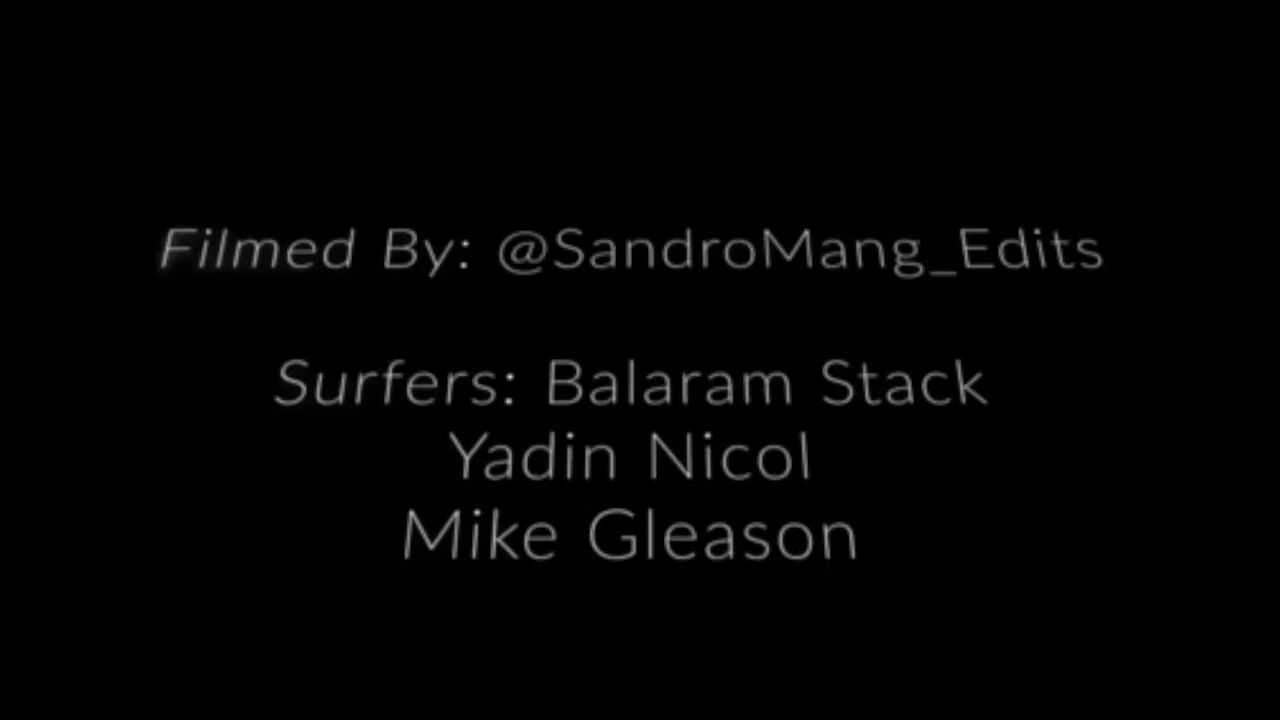 Filmed By: @SandroMang_Edits
Surfers: Balaram Stack
Yadin Nicol
Mike Gleason